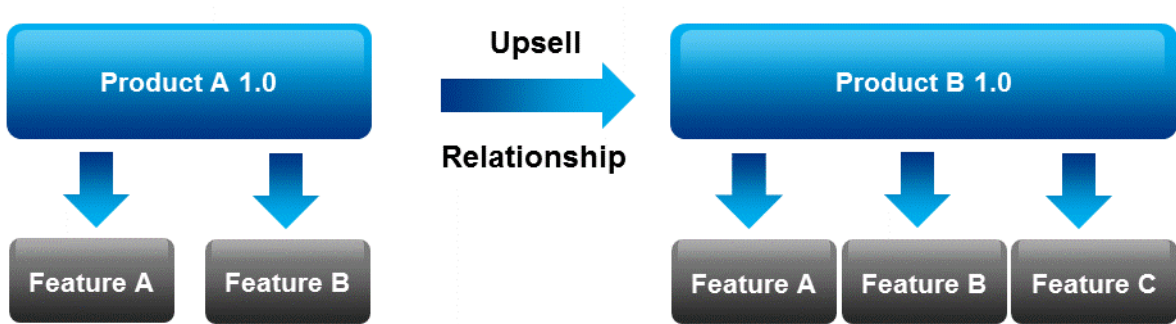 Product A 1.0
Upsell
Relationship
Product B 1.0
Feature A
Feature B
Feature A
Feature B
Feature C